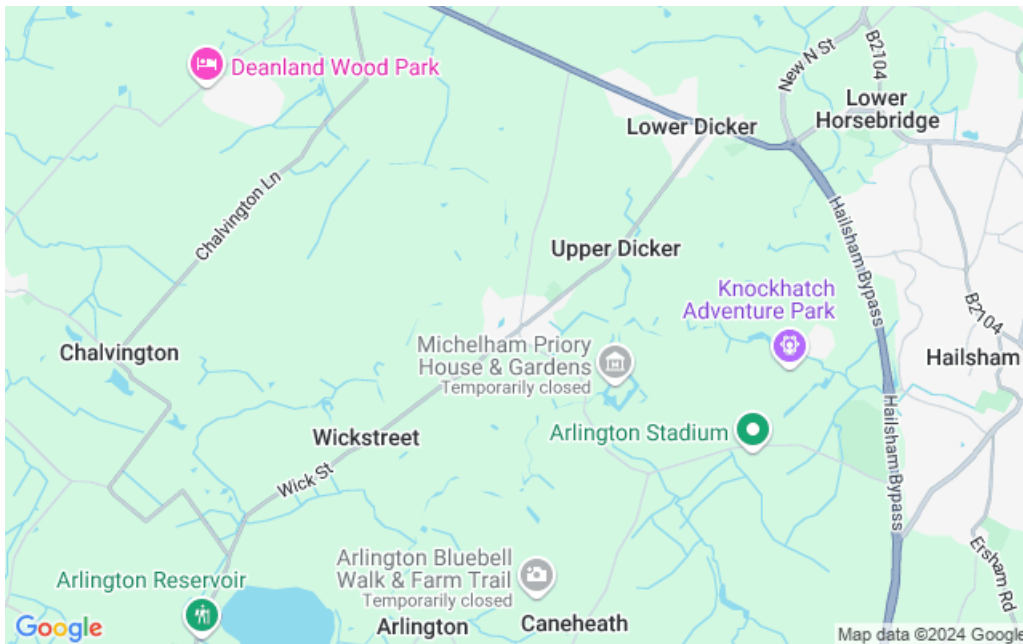 Deanland Wood Park
New N St
B2104
Lower
Horsebridge
Lower Dicker
Chalvington Ln
Hailsham Bypass
Upper Dicker
Knockhatch
Adventure Park
B2104
Michelham Priory
House & Gardens
Temporarily closed
Chalvington
Hailsham
Hailsham Bypass
Wickstreet
Arlington Stadium
Wick St
Arlington Bluebell
Walk & Farm Trail
Temporarily closed
Arlington Reservoir
Ersham Rd
Arlington
Caneheath
Google
Map data ©2024 Google